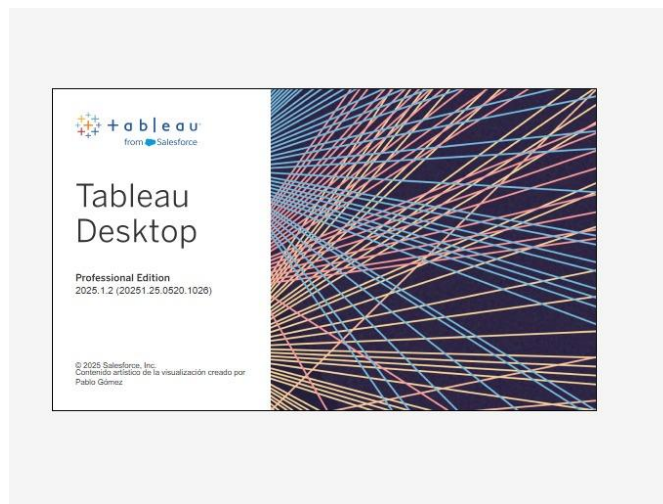 +ableau
from Salesforce
Tableau
Desktop
Professional Edition
2025.1.2 (20251.25.0520.1026)
© 2025 Salesforce, Inc.
Contenido artístico de la visualización creado por
Pablo Gómez